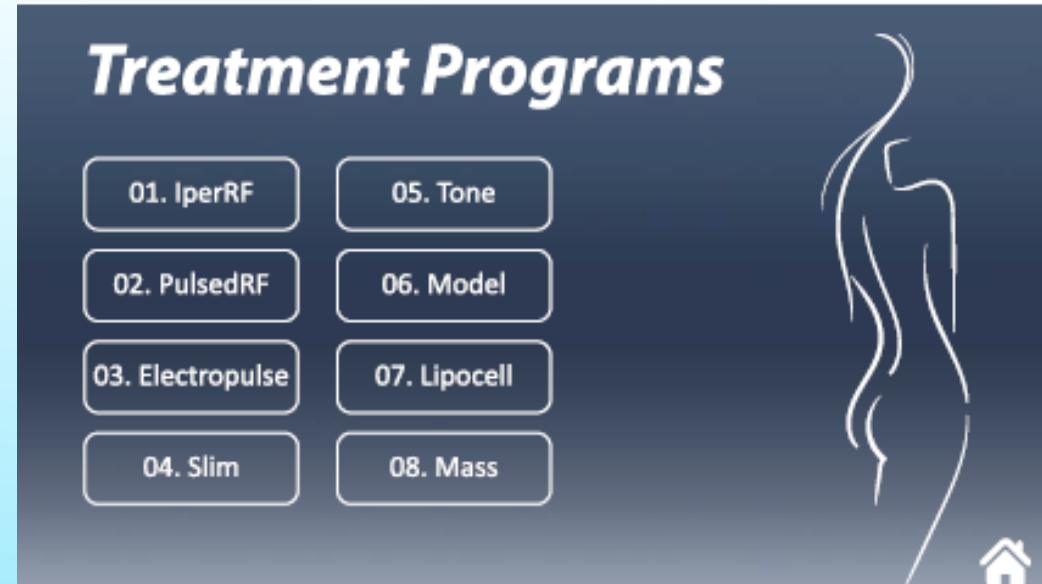 Treatment Programs
01. IperRF
05. Tone
02. PulsedRF
06. Model
03. Electropulse
07. Lipocell
04. Slim
08. Mass